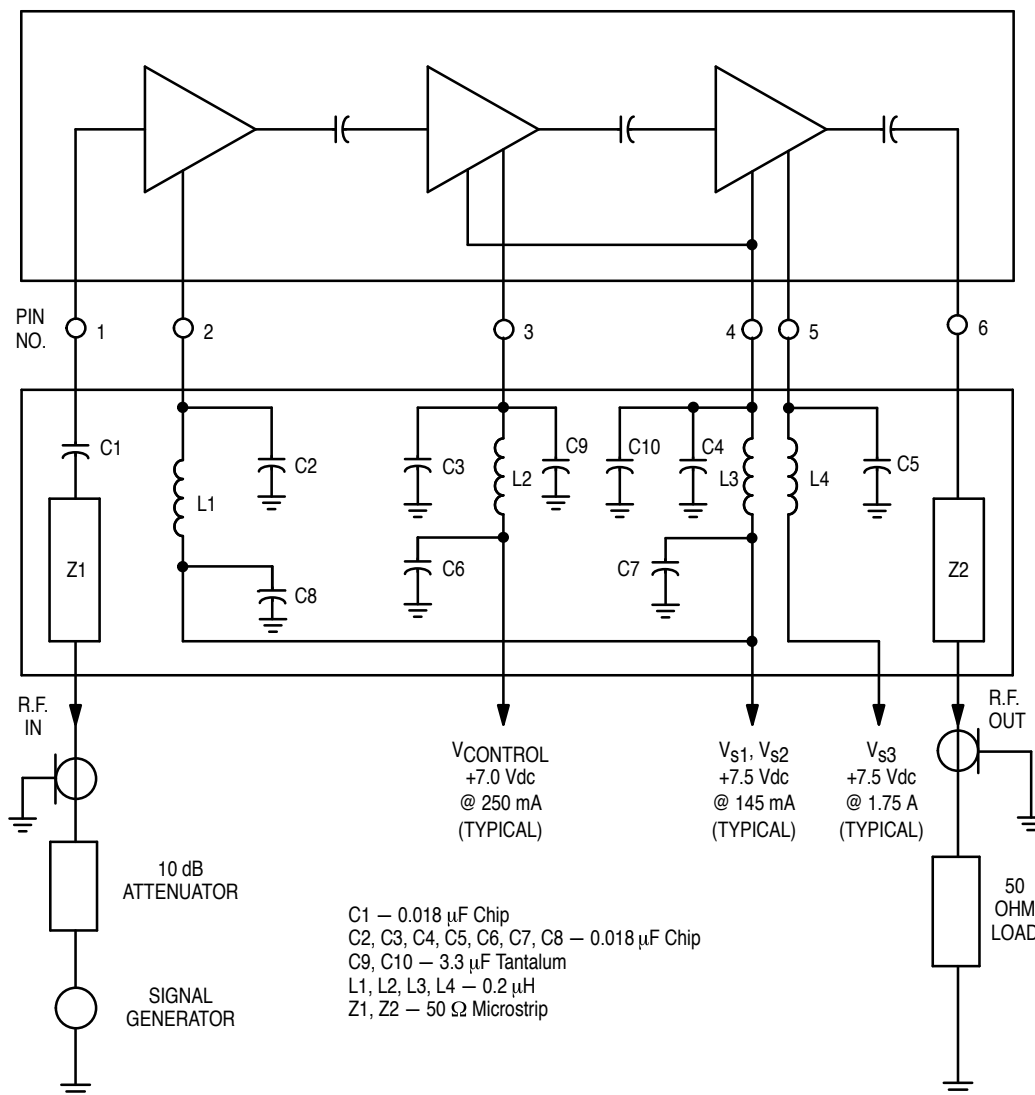 PIN
NO.
1
2
3
4
5
6
C1
C2
C3
C9
C10
C4
C5
L1
L2
L3
L4
Z1
C8
C6
C7
Z2
R.F.
IN
R.F.
OUT
VCONTROL
+7.0 Vdc
@ 250 mA
(TYPICAL)
Vs1, Vs2
+7.5 Vdc
@ 145 mA
(TYPICAL)
Vs3
+7.5 Vdc
@ 1.75 A
(TYPICAL)
10 dB
ATTENUATOR
50
OHM
LOAD
SIGNAL
GENERATOR
C1 — 0.018 μF Chip
C2, C3, C4, C5, C6, C7, C8 — 0.018 μF Chip
C9, C10 — 3.3 μF Tantalum
L1, L2, L3, L4 — 0.2 μH
Z1, Z2 — 50 Ω Microstrip